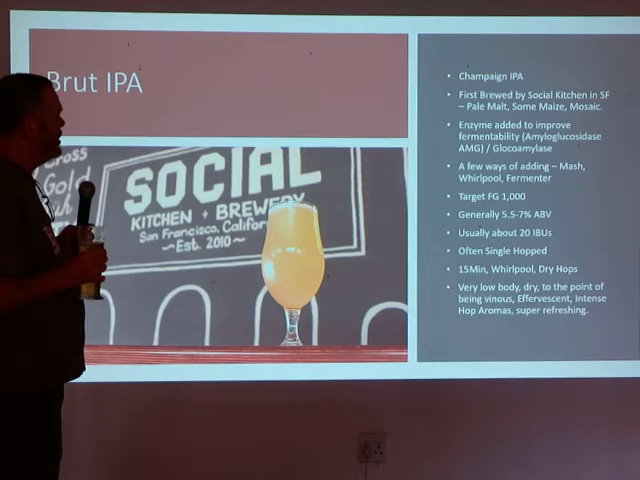 Brut IPA
• Champaign IPA
• First Brewed by Social Kitchen in SF
– Pale Malt, Some Maize, Mosaic.
• Enzyme added to improve
fermentability (Amyloglucosidase
AMG) / Glocoamylase
• A few ways of adding – Mash,
Whirlpool, Fermenter
• Target FG 1,000
• Generally 5.5-7% ABV
• Usually about 20 IBUs
• Often Single Hopped
• 15Min, Whirlpool, Dry Hops
• Very low body, dry, to the point of
being vinous, Effervescent, Intense
Hop Aromas, super refreshing.
Gold
SOCIAL
KITCHEN + BREWE
San Francisco, Califor
~Est. 2010~